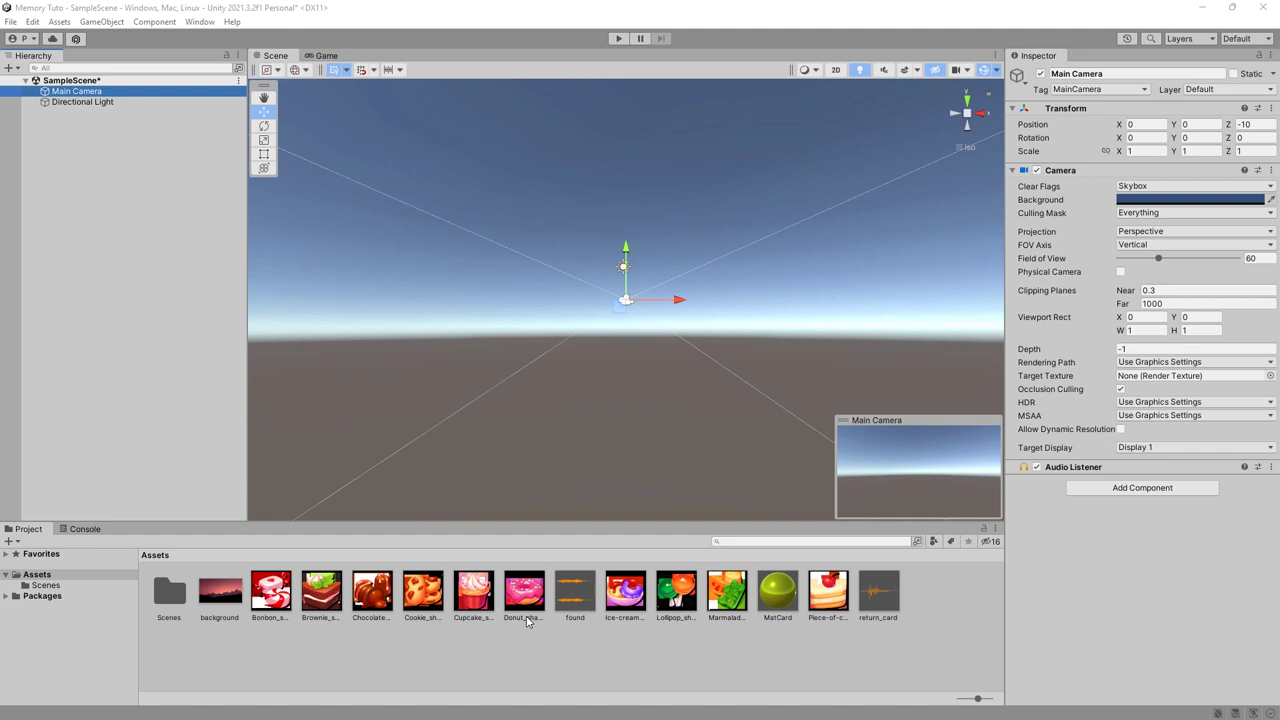 Memory Tuto - SampleScene - Windows, Mac, Linux - Unity 2021.3.2f1 Personal* <DX11>
File Edit Assets GameObject Component Window Help
P Layers Default
Hierarchy Scene Game Inspector
All
SampleScene*
Main Camera
Directional Light
2D
y
x
Iso
Main Camera
Main Camera Static
Tag MainCamera Layer Default
Transform
Position X 0 Y 0 Z -10
Rotation X 0 Y 0 Z 0
Scale X 1 Y 1 Z 1
Camera
Clear Flags Skybox
Background
Culling Mask Everything
Projection Perspective
FOV Axis Vertical
Field of View 60
Physical Camera
Clipping Planes Near 0.3
Far 1000
Viewport Rect X 0 Y 0
W 1 H 1
Depth -1
Rendering Path Use Graphics Settings
Target Texture None (Render Texture)
Occlusion Culling
HDR Use Graphics Settings
MSAA Use Graphics Settings
Allow Dynamic Resolution
Target Display Display 1
Audio Listener
Add Component
Project Console
16
Favorites
Assets
Scenes
Packages
Assets
Scenes background Bonbon_s... Brownie_s... Chocolate... Cookie_sh... Cupcake_s... Donut_sha... found Ice-cream... Lollipop_sh... Marmalad... MatCard Piece-of-c... return_card